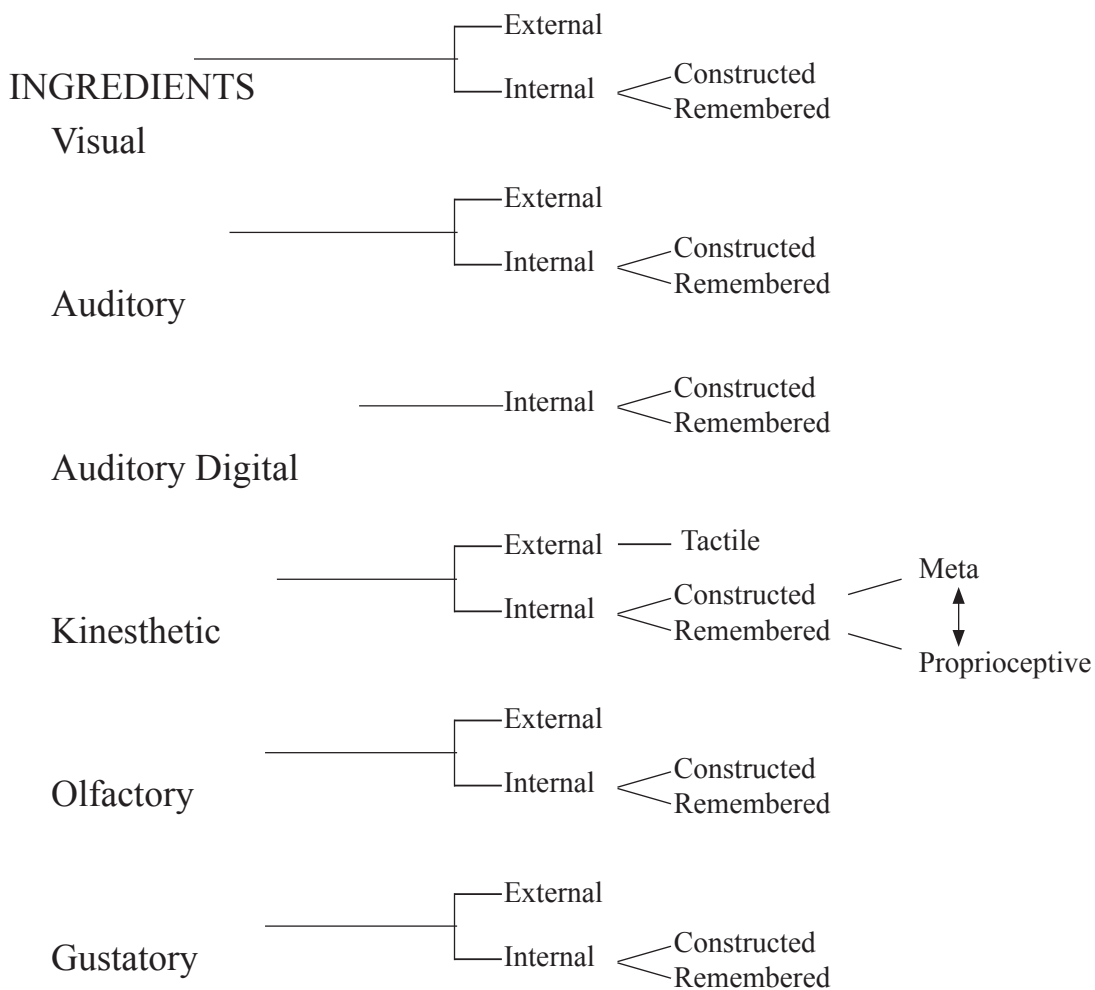 External
INGREDIENTS
Internal
Constructed
Remembered
Visual
External
Internal
Constructed
Remembered
Auditory
Internal
Constructed
Remembered
Auditory Digital
External
Tactile
Internal
Constructed
Remembered
Meta
Proprioceptive
Kinesthetic
External
Internal
Constructed
Remembered
Olfactory
External
Internal
Constructed
Remembered
Gustatory